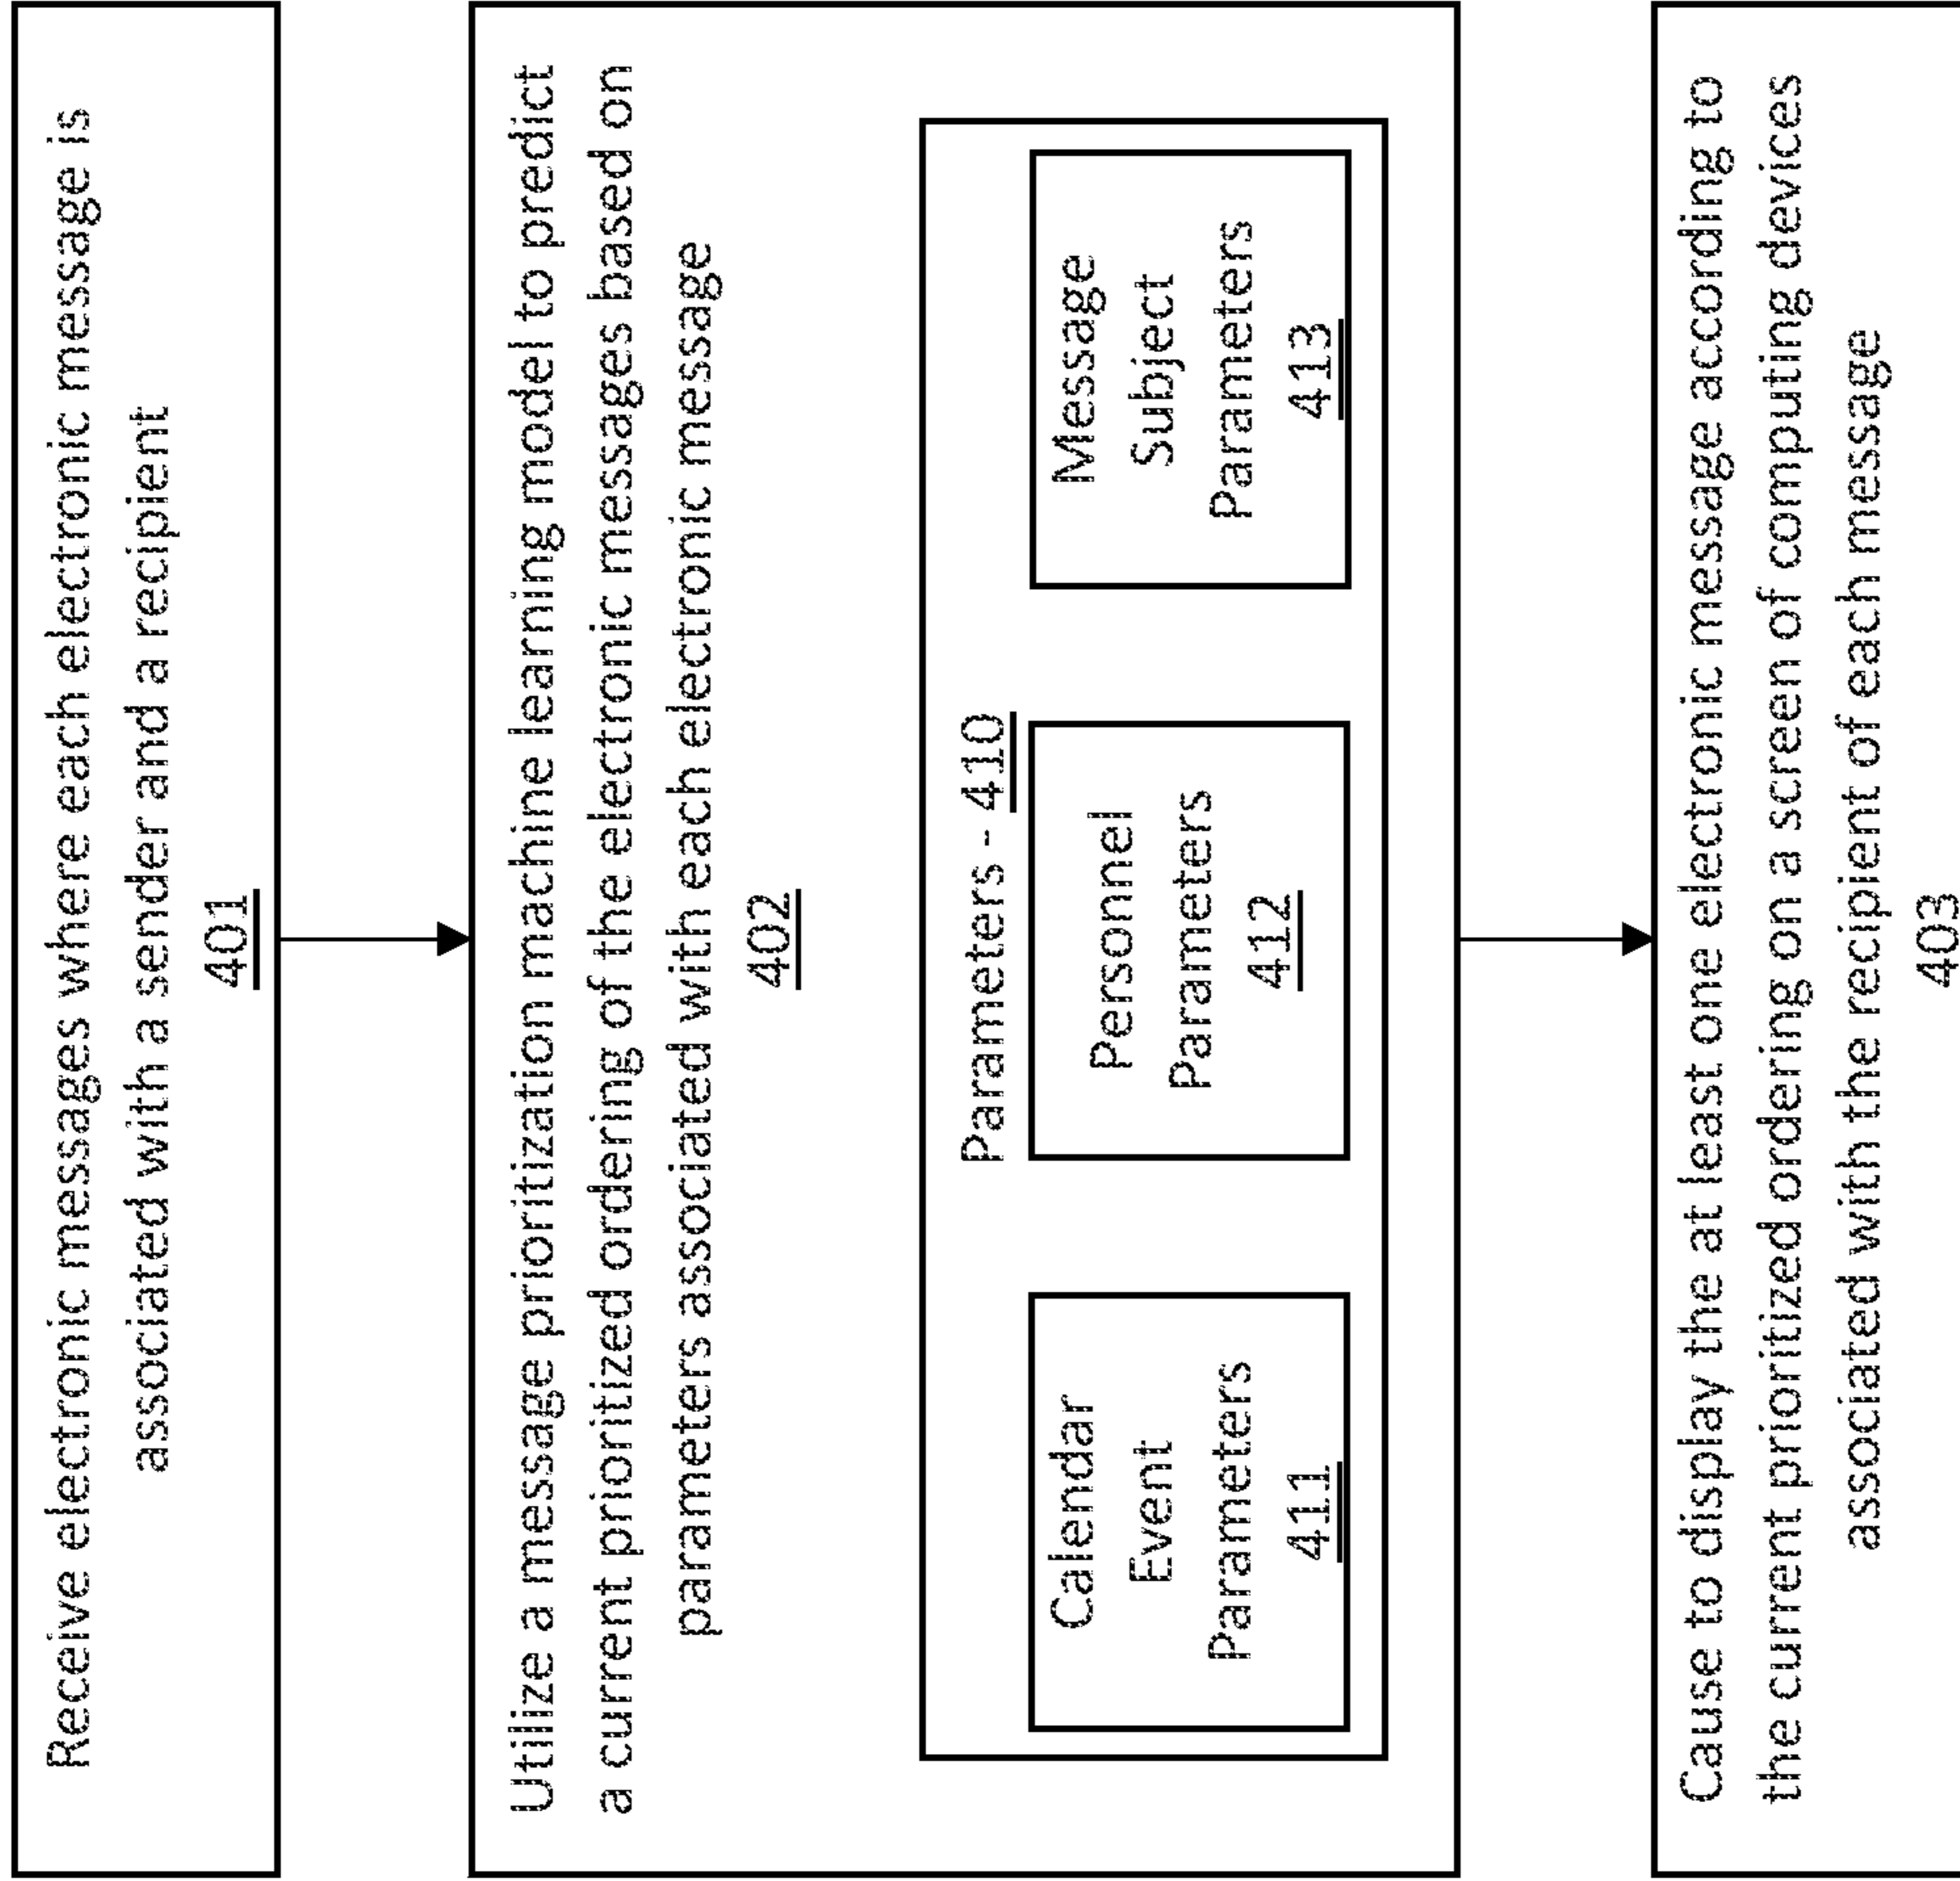 Receive electronic messages where each electronic message is
associated with a sender and a recipient
401
Utilize a message prioritization machine learning model to predict
a current prioritized ordering of the electronic messages based on
parameters associated with each electronic message
402
Parameters - 410
Calendar
Event
Parameters
411
Personnel
Parameters
412
Message
Subject
Parameters
413
Cause to display the at least one electronic message according to
the current prioritized ordering on a screen of computing devices
associated with the recipient of each message
403